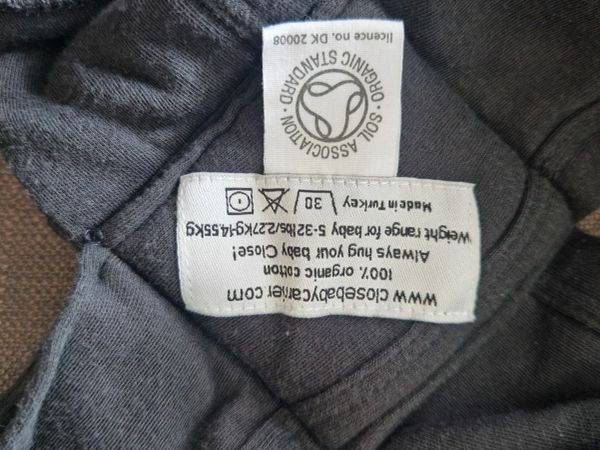 www.closebabycarrier.com
100% organic cotton
Always hug your baby Close!
Weight range for baby 5-32lbs/2.27KG-14.55KG
Made in Turkey
30
SOIL ASSOCIATION • ORGANIC STANDARD •
licence no. DK 20008